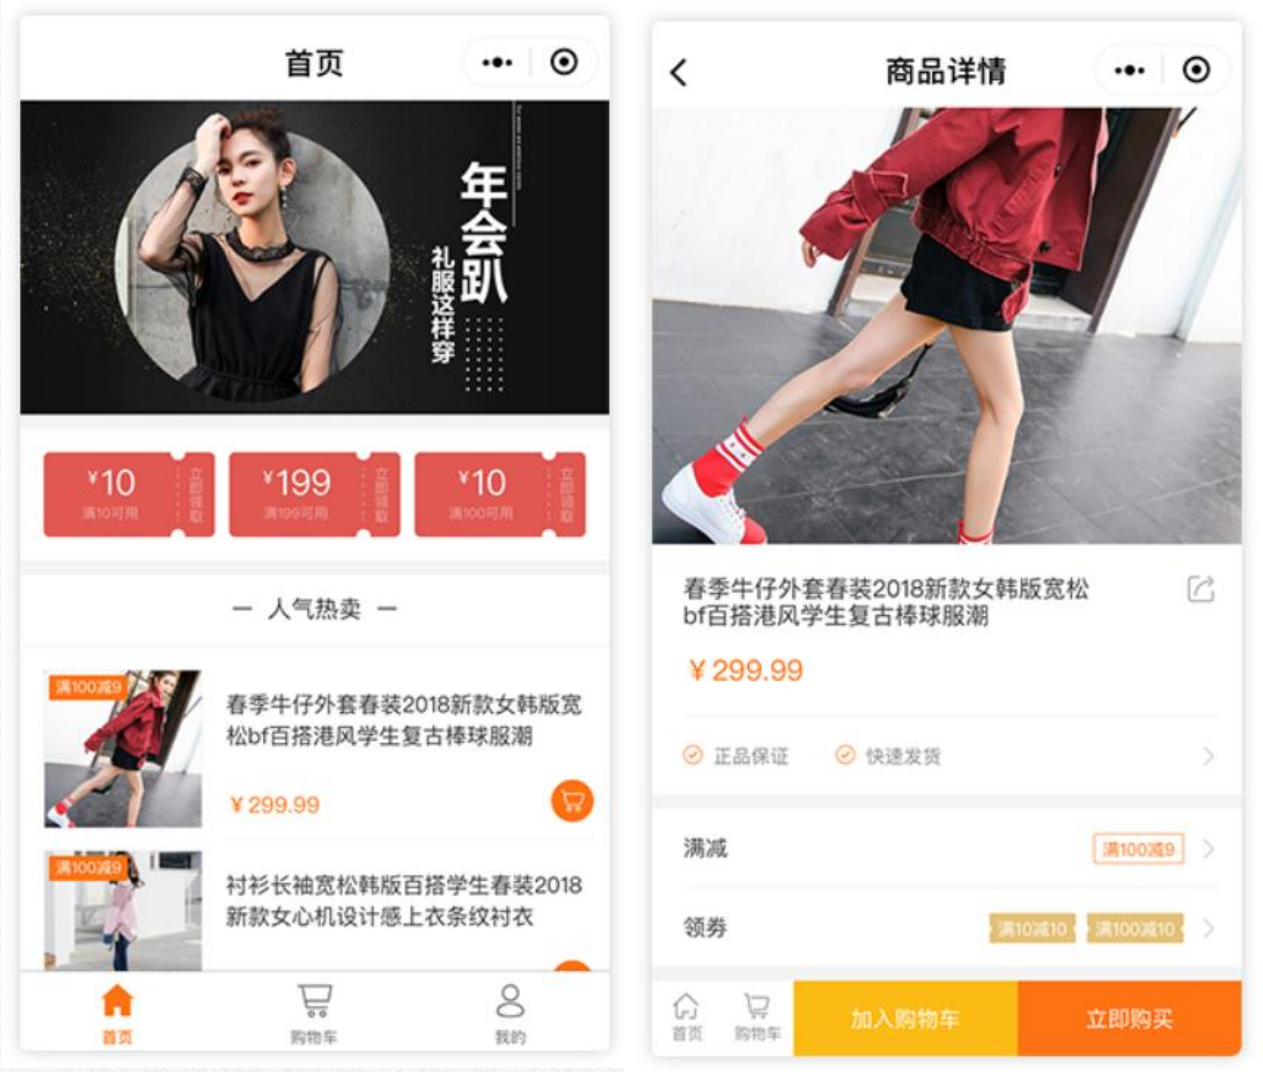 首页
年会趴
礼服这样穿
¥10
满10可用
立即领取
¥199
满199可用
立即领取
¥10
满100可用
立即领取
— 人气热卖 —
满100减9
春季牛仔外套春装2018新款女韩版宽
松bf百搭港风学生复古棒球服潮
¥299.99
满100减9
衬衫长袖宽松韩版百搭学生春装2018
新款女心机设计感上衣条纹衬衣
首页
购物车
我的
商品详情
春季牛仔外套春装2018新款女韩版宽松
bf百搭港风学生复古棒球服潮
¥299.99
正品保证
快速发货
满减
满100减9
领券
满10减10
满100减10
首页
购物车
加入购物车
立即购买